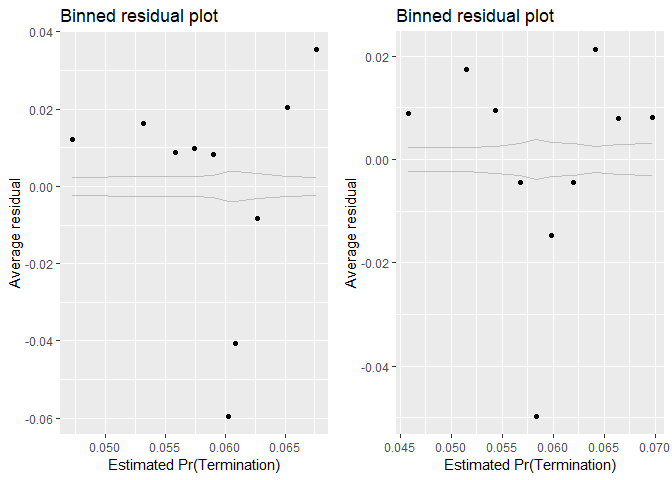 Binned residual plot
0.04
0.02
0.00
-0.02
-0.04
-0.06
Average residual
0.050 0.055 0.060 0.065
Estimated Pr(Termination)
Binned residual plot
0.02
0.00
-0.02
-0.04
Average residual
0.045 0.050 0.055 0.060 0.065 0.070
Estimated Pr(Termination)